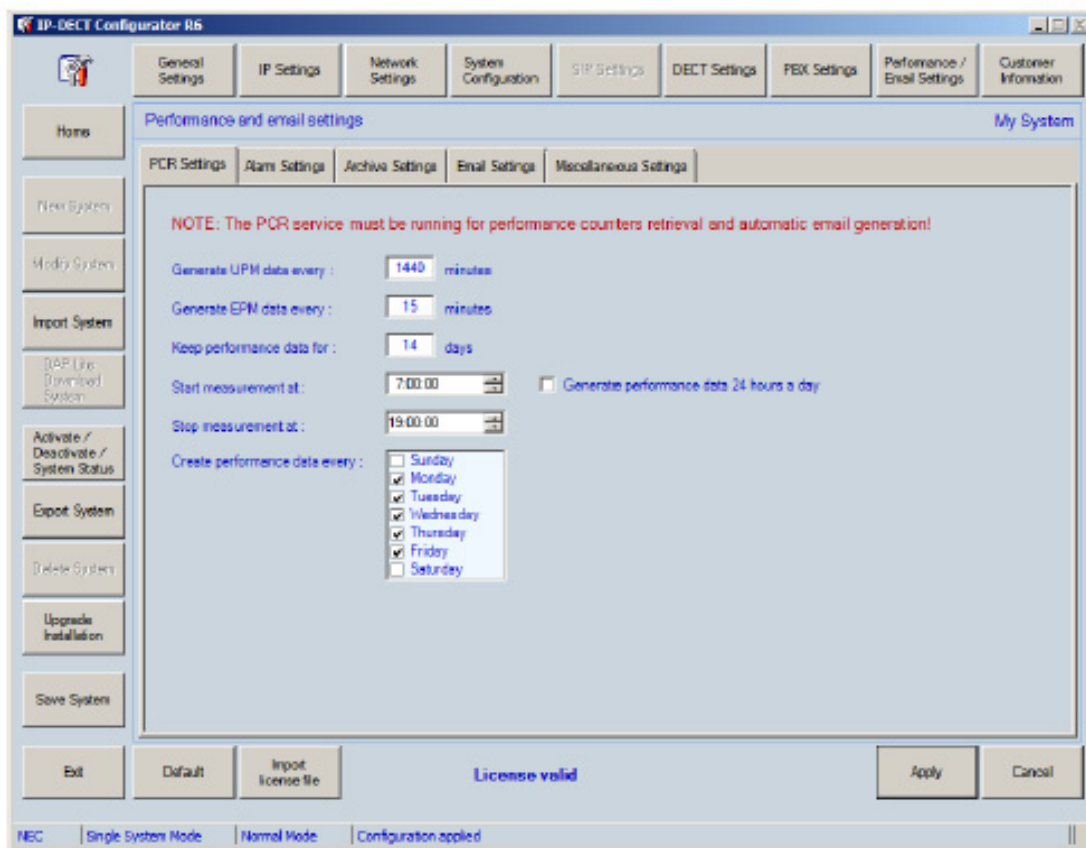 IP-DECT Configurator R6
General Settings
IP Settings
Network Settings
System Configuration
SIP Settings
DECT Settings
PBX Settings
Performance / Email Settings
Customer Information
Home
Performance and email settings
My System
PCR Settings
Alarm Settings
Archive Settings
Email Settings
Miscellaneous Settings
New System
Modify System
Import System
DAP Lite Download System
Activate / Deactivate / System Status
Export System
Delete System
Upgrade Installation
Save System
NOTE: The PCR service must be running for performance counters retrieval and automatic email generation!
Generate UPM data every : 1440 minutes
Generate EPM data every : 15 minutes
Keep performance data for : 14 days
Start measurement at : 7:00:00
Generate performance data 24 hours a day
Stop measurement at : 19:00:00
Create performance data every :
Sunday
Monday
Tuesday
Wednesday
Thursday
Friday
Saturday
Exit
Default
Import license file
License valid
Apply
Cancel
NEC
Single System Mode
Normal Mode
Configuration applied